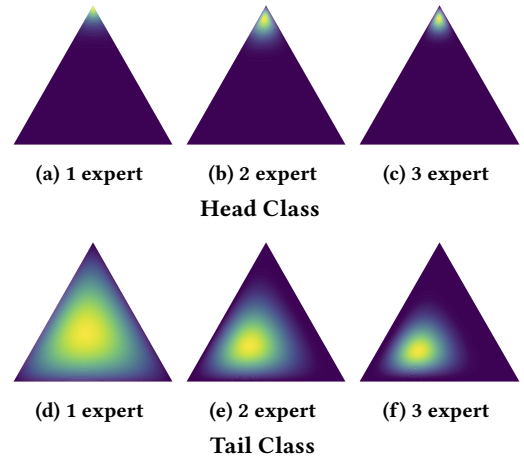 (a) 1 expert (b) 2 expert (c) 3 expert
Head Class
(d) 1 expert (e) 2 expert (f) 3 expert
Tail Class